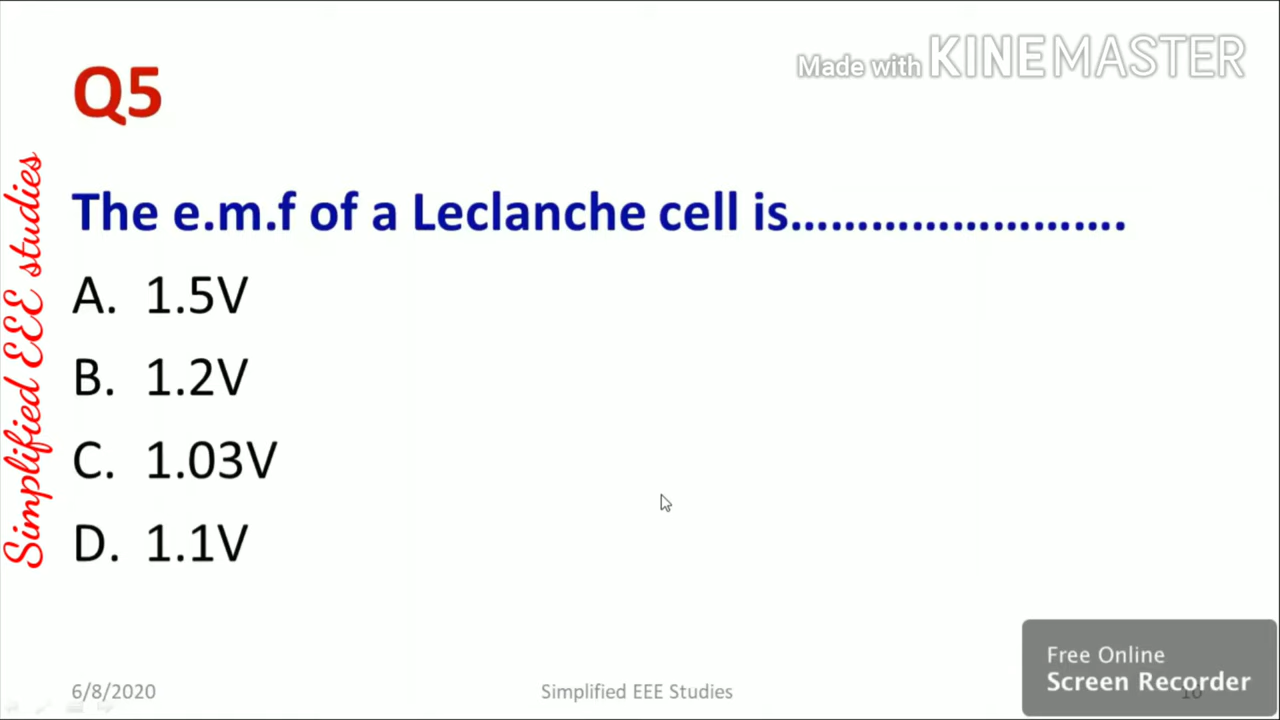 Made with KINEMASTER
Q5
Simplified EEE studies
The e.m.f of a Leclanche cell is……………………….
A. 1.5V
B. 1.2V
C. 1.03V
D. 1.1V
Free Online
Screen Recorder
6/8/2020
Simplified EEE Studies